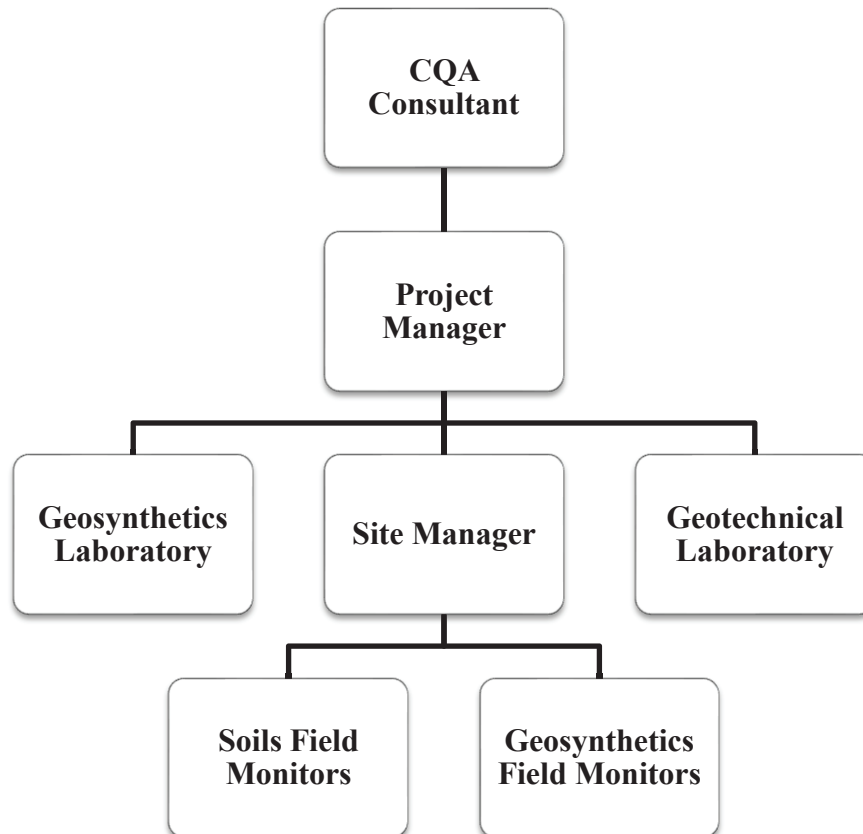 CQA
Consultant
Project
Manager
Geosynthetics
Laboratory
Site Manager
Geotechnical
Laboratory
Soils Field
Monitors
Geosynthetics
Field Monitors